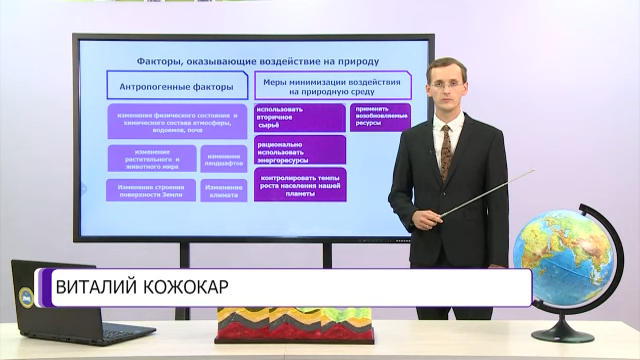 Факторы, оказывающие воздействие на природу
Антропогенные факторы
Меры минимизации воздействия
на природную среду
изменения физического состояния и
химического состава атмосферы,
водоемов, почв
изменение
растительного и
животного мира
изменение
ландшафтов
Изменения строения
поверхности Земли
Изменение
климата
использовать
вторичное
сырьё
применять
возобновляемые
ресурсы
рационально
использовать
энергоресурсы
контролировать темпы
роста населения нашей
планеты
ВИТАЛИЙ КОЖОКАР